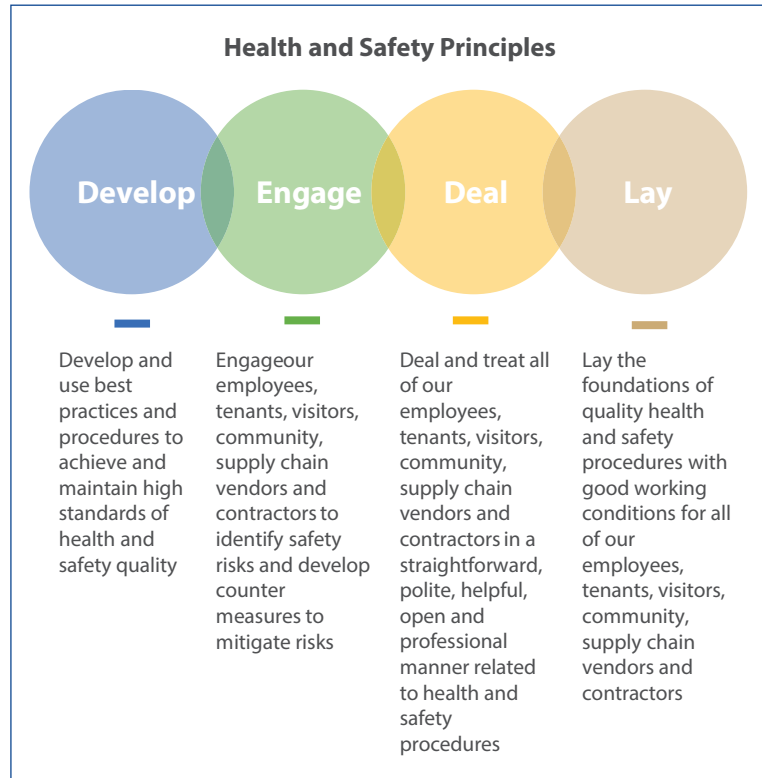 Health and Safety Principles
Develop
Engage
Deal
Lay
Develop and
use best
practices and
procedures to
achieve and
maintain high
standards of
health and
safety quality
Engageour
employees,
tenants, visitors,
community,
supply chain
vendors and
contractors to
identify safety
risks and develop
counter
measures to
mitigate risks
Deal and treat all
of our
employees,
tenants, visitors,
community,
supply chain
vendors and
contractors in a
straightforward,
polite, helpful,
open and
professional
manner related
to health and
safety
procedures
Lay the
foundations of
quality health
and safety
procedures with
good working
conditions for all
of our
employees,
tenants, visitors,
community,
supply chain
vendors and
contractors